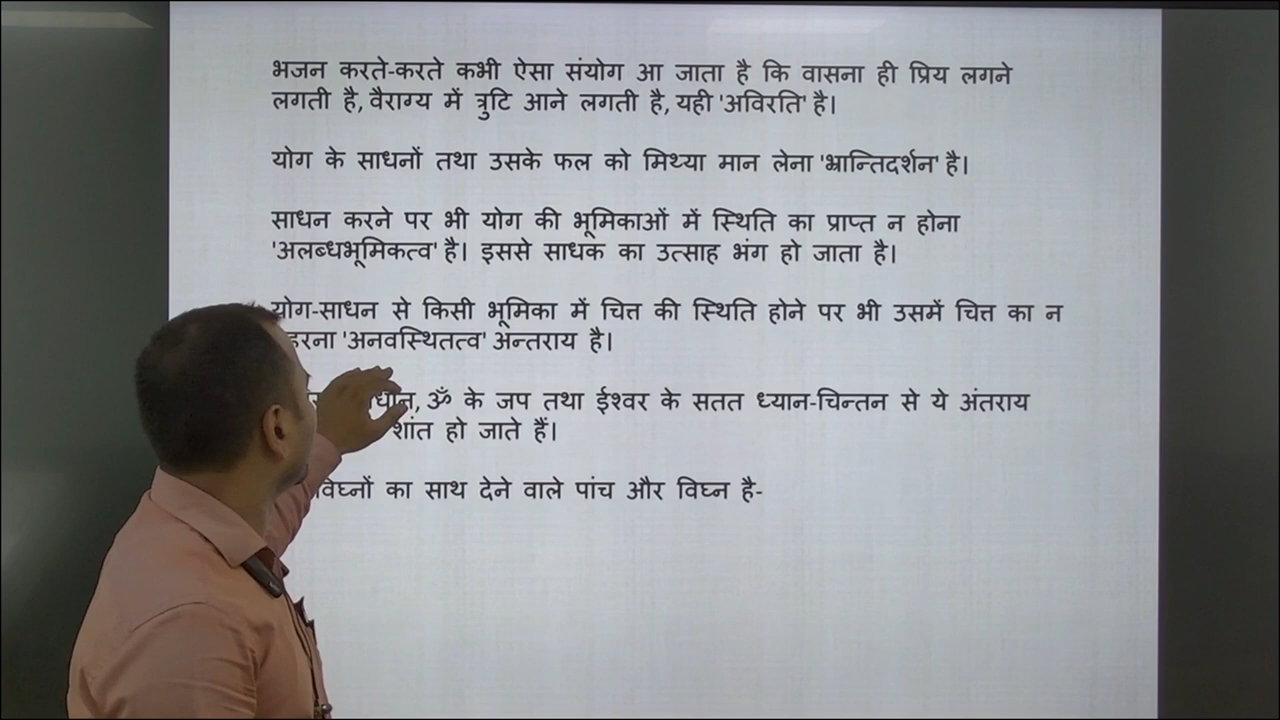 भजन करते-करते कभी ऐसा संयोग आ जाता है कि वासना ही प्रिय लगने
लगती है, वैराग्य में त्रुटि आने लगती है, यही 'अविरति' है।
योग के साधनों तथा उसके फल को मिथ्या मान लेना 'भ्रान्तिदर्शन' है।
साधन करने पर भी योग की भूमिकाओं में स्थिति का प्राप्त न होना
'अलब्धभूमिकत्व' है। इससे साधक का उत्साह भंग हो जाता है।
योग-साधन से किसी भूमिका में चित्त की स्थिति होने पर भी उसमें चित्त का न
'अनवस्थितत्व' अन्तराय है।
ॐ के जप तथा ईश्वर के सतत ध्यान-चिन्तन से ये अंतराय
शांत हो जाते हैं।
विघ्नों का साथ देने वाले पांच और विघ्न है-